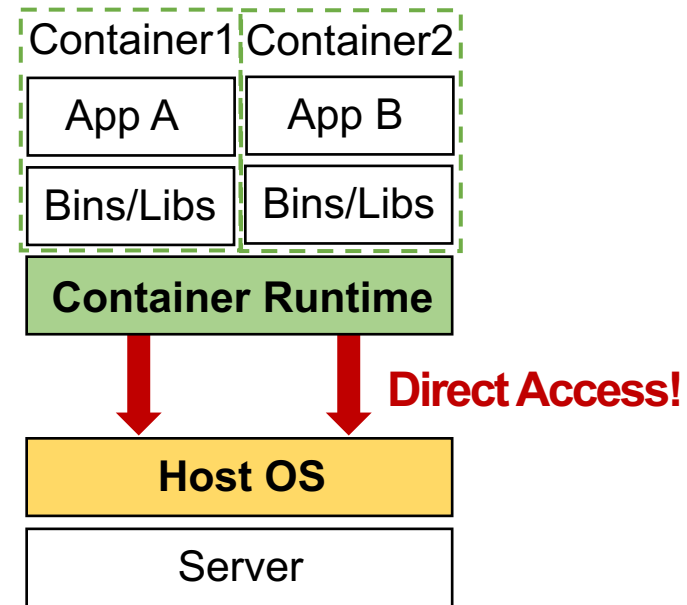 Container1 Container2
App A App B
Bins/Libs Bins/Libs
Container Runtime
Direct Access!
Host OS
Server